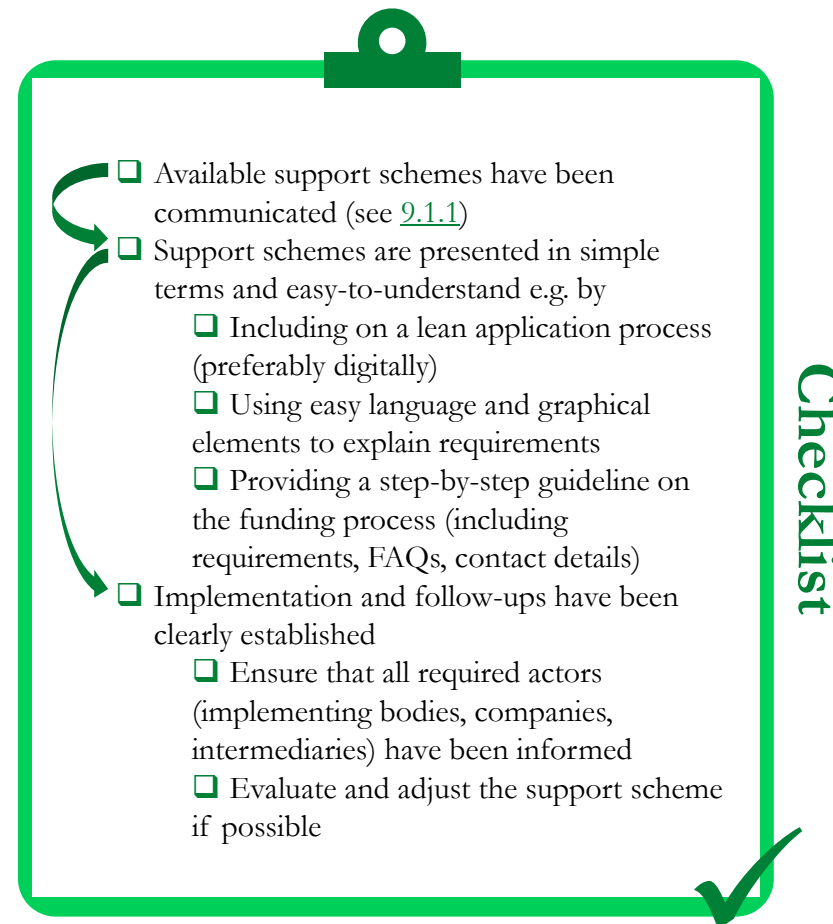 ❑ Available support schemes have been
communicated (see 9.1.1)
❑ Support schemes are presented in simple
terms and easy-to-understand e.g. by
❑ Including on a lean application process
(preferably digitally)
❑ Using easy language and graphical
elements to explain requirements
❑ Providing a step-by-step guideline on
the funding process (including
requirements, FAQs, contact details)
❑ Implementation and follow-ups have been
clearly established
❑ Ensure that all required actors
(implementing bodies, companies,
intermediaries) have been informed
❑ Evaluate and adjust the support scheme
if possible
Checklist